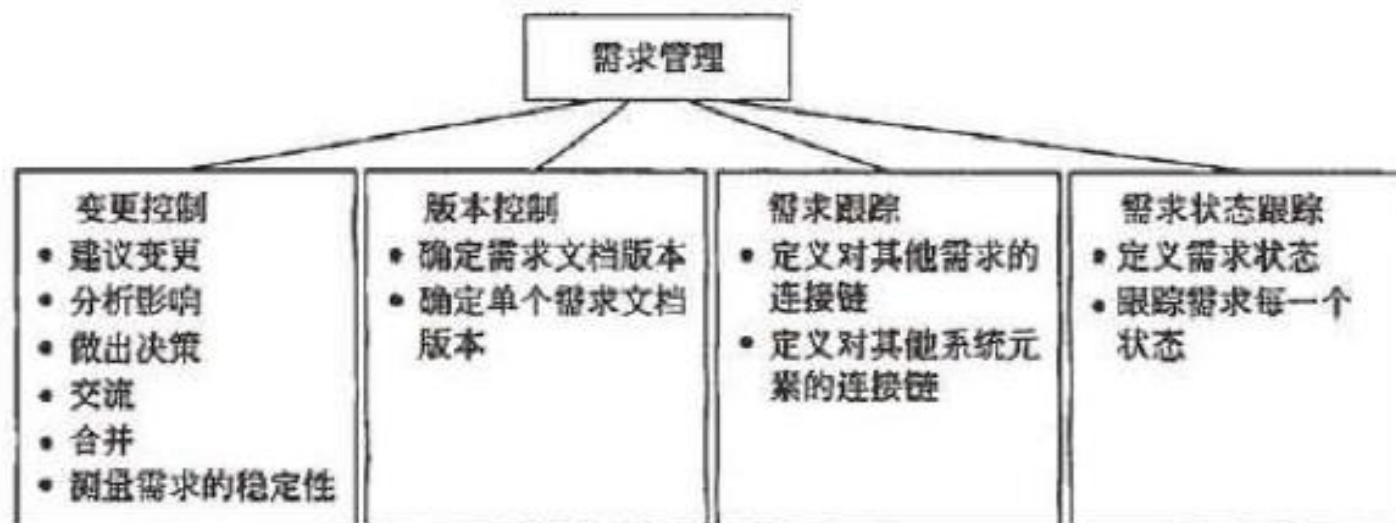 需求管理
变更控制
• 建议变更
• 分析影响
• 做出决策
• 交流
• 合并
• 测量需求的稳定性
版本控制
• 确定需求文档版本
• 确定单个需求文档
版本
需求跟踪
• 定义对其他需求的
连接链
• 定义对其他系统元
素的连接链
需求状态跟踪
• 定义需求状态
• 跟踪需求每一个
状态